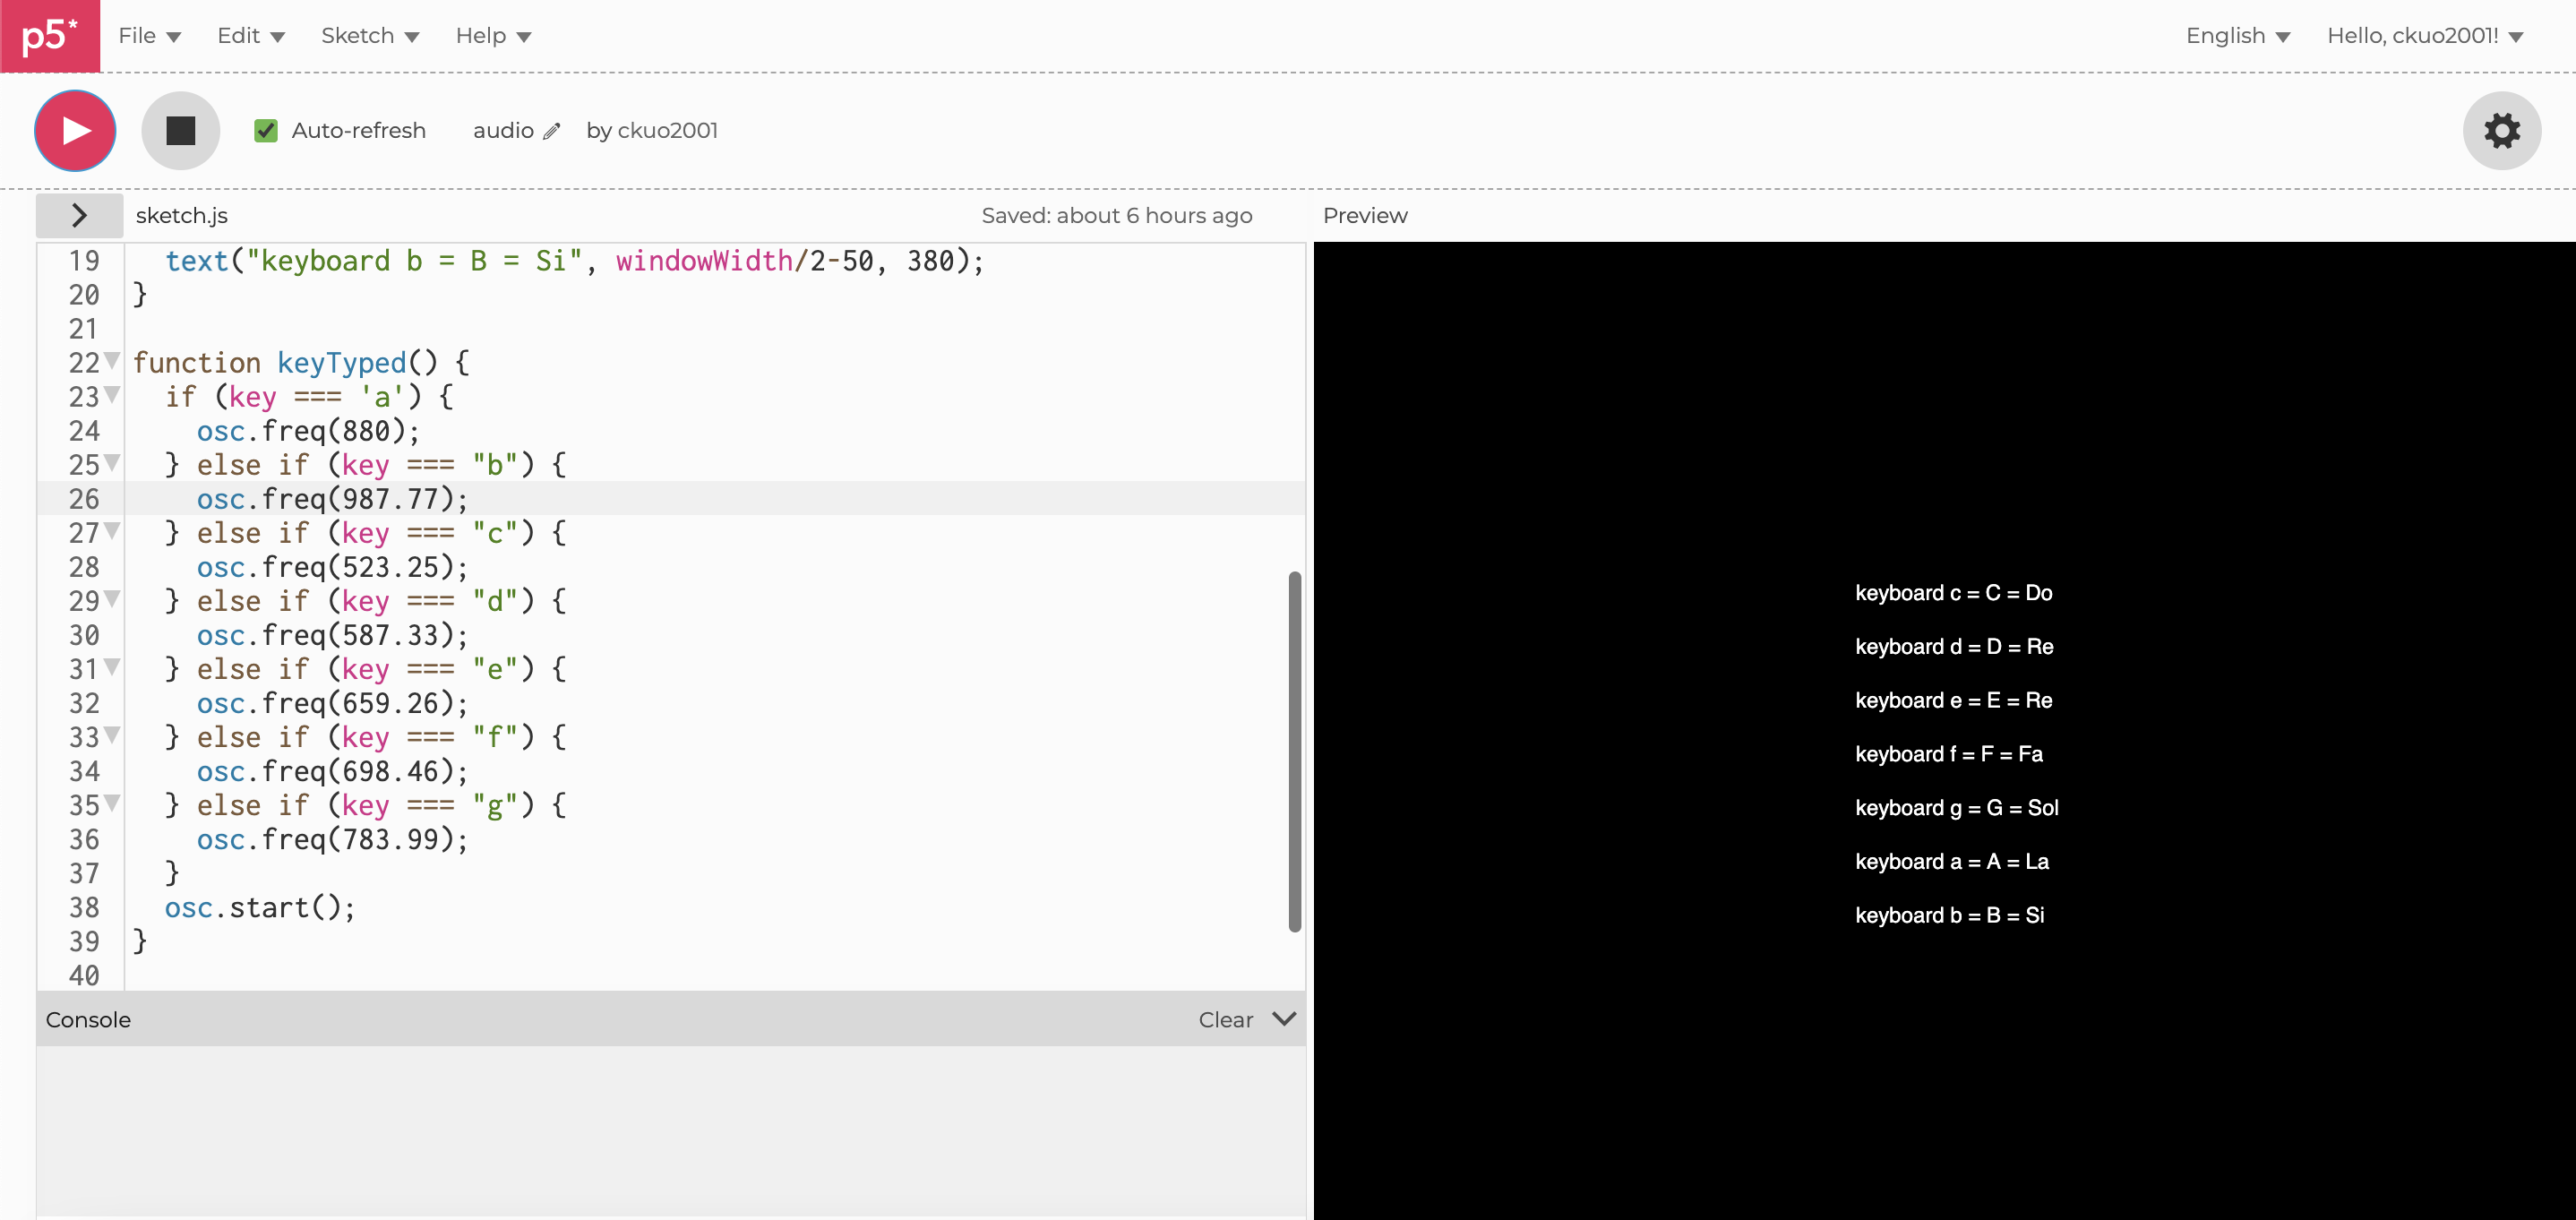 p5* File Edit Sketch Help English Hello, ckuo2001!
Auto-refresh audio by ckuo2001
> sketch.js Saved: about 6 hours ago Preview
19 text("keyboard b = B = Si", windowWidth/2-50, 380);
20 }
21
22 function keyTyped() {
23 if (key === 'a') {
24 osc.freq(880);
25 } else if (key === "b") {
26 osc.freq(987.77);
27 } else if (key === "c") {
28 osc.freq(523.25);
29 } else if (key === "d") {
30 osc.freq(587.33);
31 } else if (key === "e") {
32 osc.freq(659.26);
33 } else if (key === "f") {
34 osc.freq(698.46);
35 } else if (key === "g") {
36 osc.freq(783.99);
37 }
38 osc.start();
39 }
40
Console Clear
keyboard c = C = Do
keyboard d = D = Re
keyboard e = E = Re
keyboard f = F = Fa
keyboard g = G = Sol
keyboard a = A = La
keyboard b = B = Si